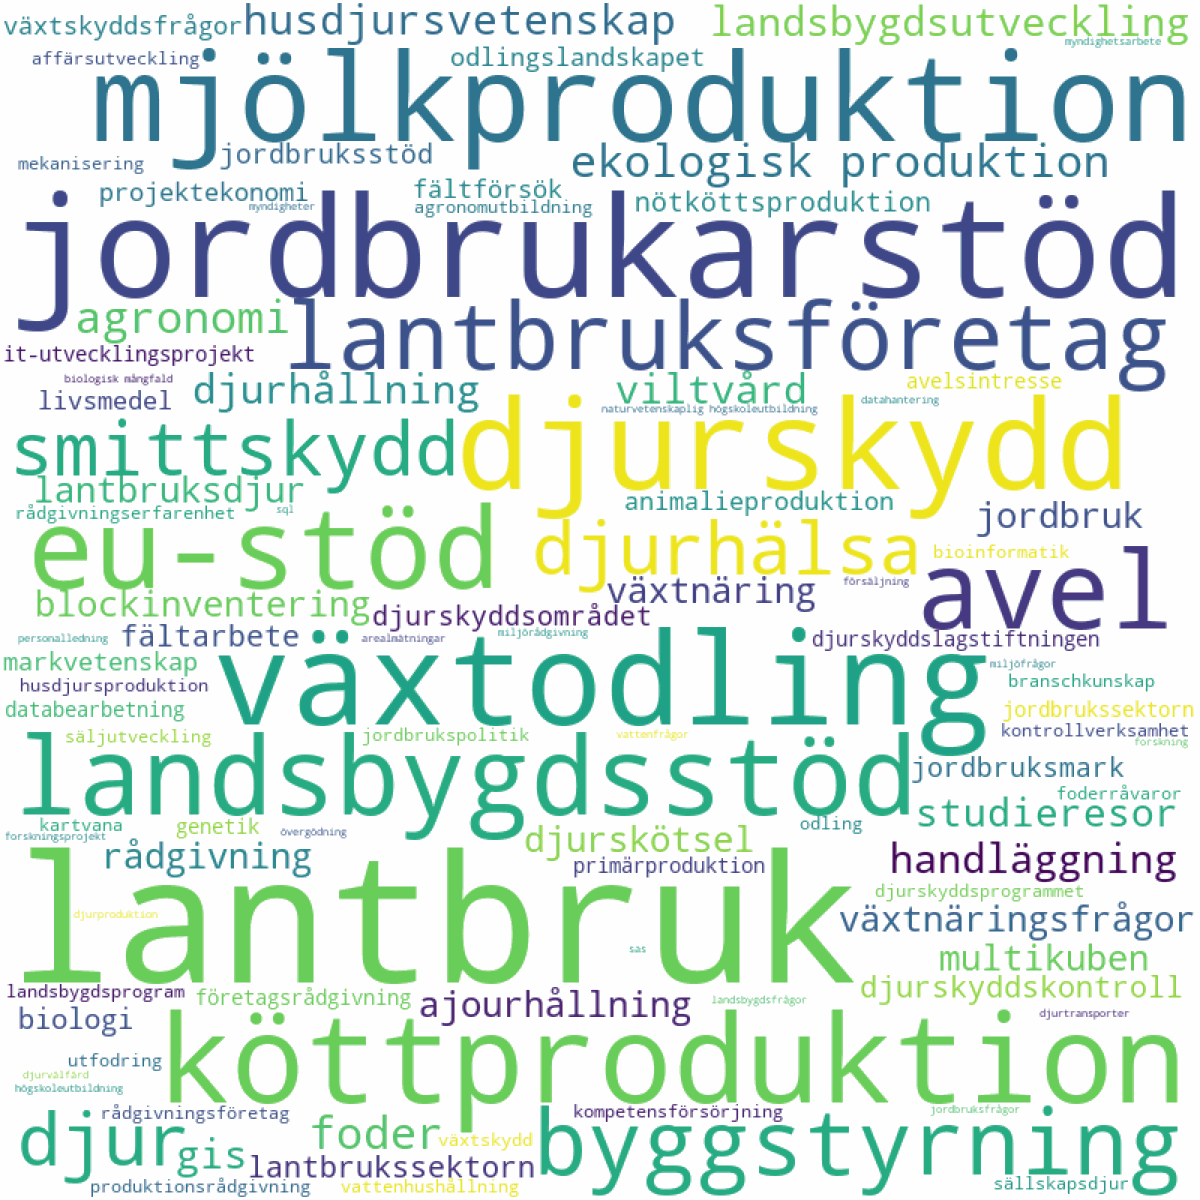 växtskyddsfrågor husdjursvetenskap landsbygdsutveckling
affärsutveckling odlingslandskapet myndighetsarbete
mjölkproduktion
mekanisering jordbruksstöd ekologisk produktion
projektekonomi fältförsök nötköttsproduktion
myndigheter agronomutbildning
jordbrukarstöd
agronomi lantbruksföretag
it-utvecklingsprojekt
biologisk mångfald djurhållning viltvård avelsintresse
livsmedel naturvetenskaplig högskoleutbildning datahantering
smittskydd djurskydd
lantbruksdjur animalieproduktion
rådgivningserfarenhet sql jordbruk
eu-stöd djurhälsa bioinformatik
växtnäring försäljning avel
blockinventering djurskyddsområdet
personalledning fältarbete arealmätningar miljörådgivning djurskyddslagstiftningen
markvetenskap växtodling miljöfrågor
husdjursproduktion branschkunskap
databearbetning jordbrukssektorn
säljutveckling jordbrukspolitik vattenfrågor kontrollverksamhet
forskning
landsbygdsstöd jordbruksmark
foderråvaror
kartvana genetik övergödning odling studieresor
forskningsprojekt djurskötsel
rådgivning primärproduktion handläggning
lantbruk djurskyddsprogrammet
djurproduktion växtnäringsfrågor
sas multikuben
landsbygdsprogram företagsrådgivning ajourhållning landsbygdsfrågor djurskyddskontroll
biologi djurtransporter
köttproduktion
utfodring
djurvälfärd
högskoleutbildning
rådgivningsföretag kompetensförsörjning jordbruksfrågor
djur gis foder växtskydd byggstyrning
lantbrukssektorn
produktionsrådgivning vattenhushållning sällskapsdjur